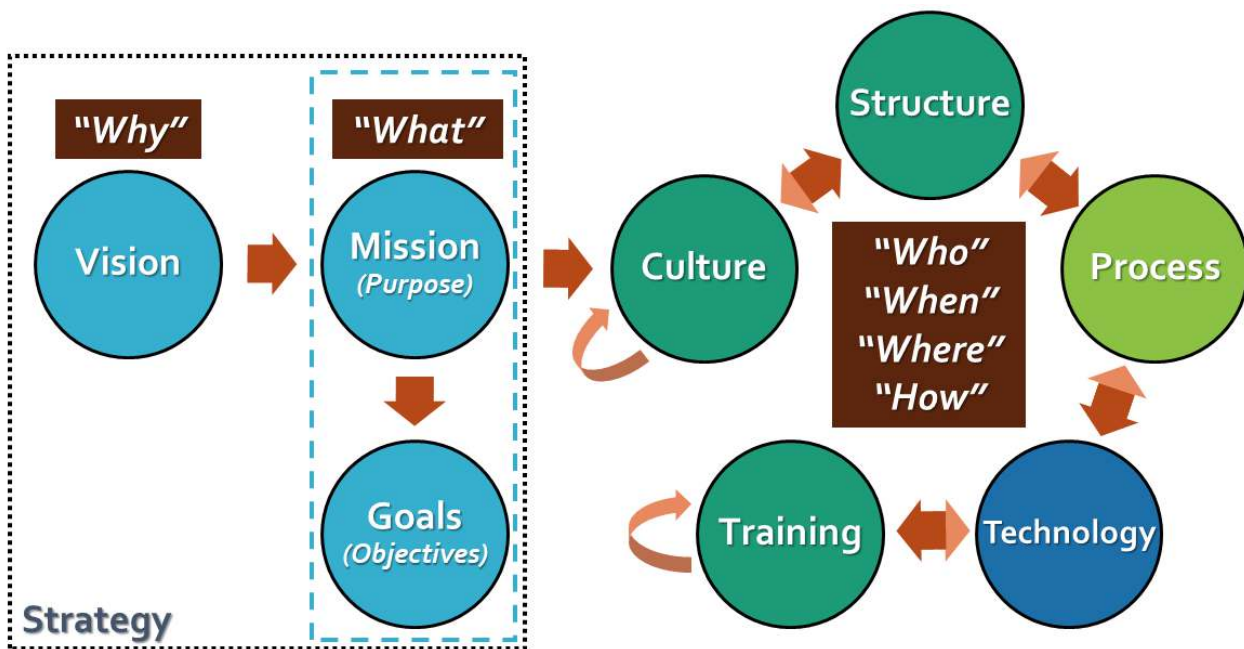 “Why”
Vision
“What”
Mission
(Purpose)
Goals
(Objectives)
Strategy
Structure
Culture
“Who”
“When”
“Where”
“How”
Process
Training
Technology